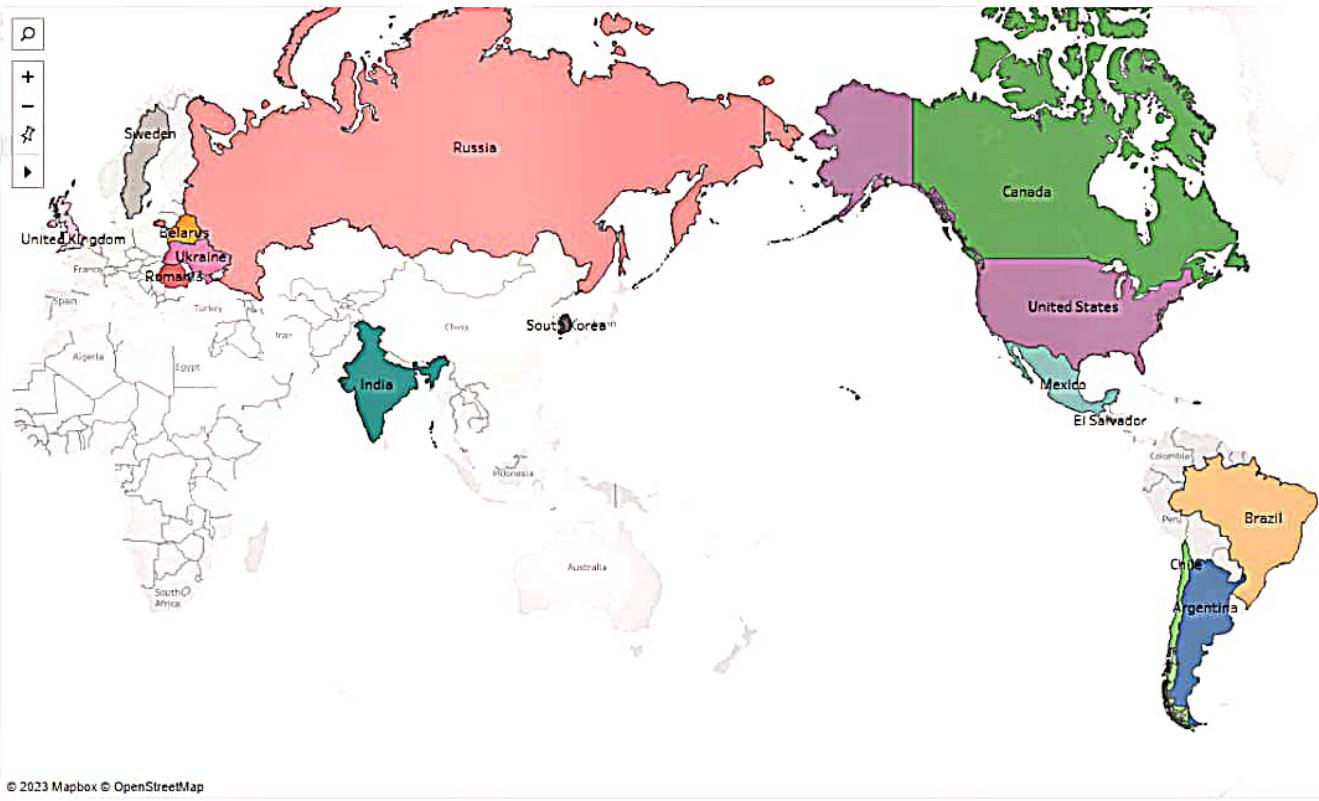 Sweden
Russia
Canada
United Kingdom
Belarus
Ukraine
France
Romania
Spain
Turkey
United States
Iran
China
South Korea
Algeria
Egypt
India
Mexico
El Salvador
Colombia
Indonesia
Brazil
Peru
Australia
Chile
South
Africa
Argentina
© 2023 Mapbox © OpenStreetMap